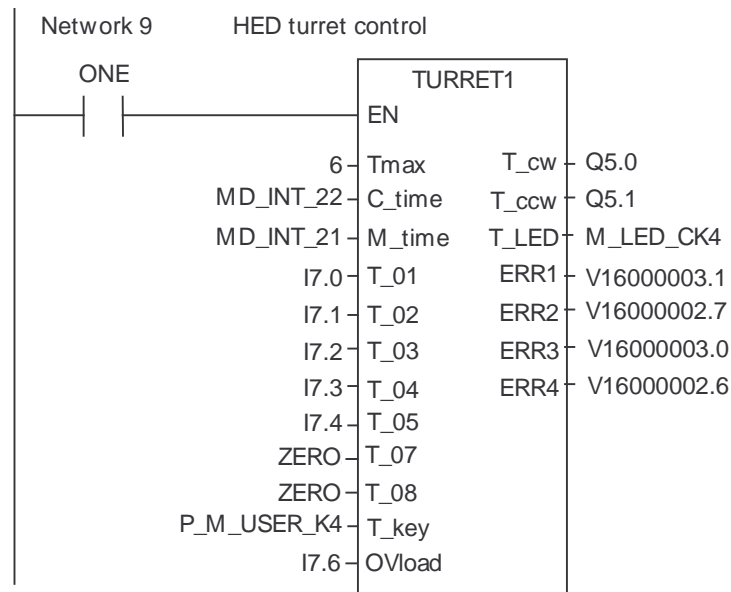 Network 9 HED turret control
ONE
TURRET1
EN
6 Tmax T_cw Q5.0
MD_INT_22 C_time T_ccw Q5.1
MD_INT_21 M_time T_LED M_LED_CK4
I7.0 T_01 ERR1 V16000003.1
I7.1 T_02 ERR2 V16000002.7
I7.2 T_03 ERR3 V16000003.0
I7.3 T_04 ERR4 V16000002.6
I7.4 T_05
ZERO T_07
ZERO T_08
P_M_USER_K4 T_key
I7.6 OVload